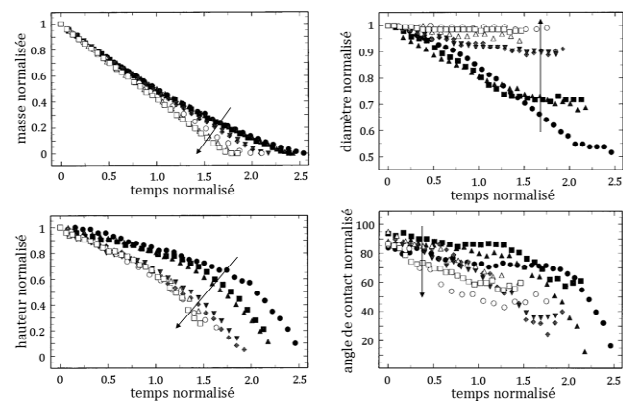 masse normalisée
1
0.8
0.6
0.4
0.2
0
0 0.5 1.0 1.5 2.0 2.5
temps normalisé
diamètre normalisé
1
0.9
0.8
0.7
0.6
0.5
0 0.5 1.0 1.5 2.0 2.5
temps normalisé
hauteur normalisé
1
0.8
0.6
0.4
0.2
0
0 0.5 1.0 1.5 2.0 2.5
temps normalisé
angle de contact normalisé
100
80
60
40
20
0 0.5 1.0 1.5 2.0 2.5
temps normalisé